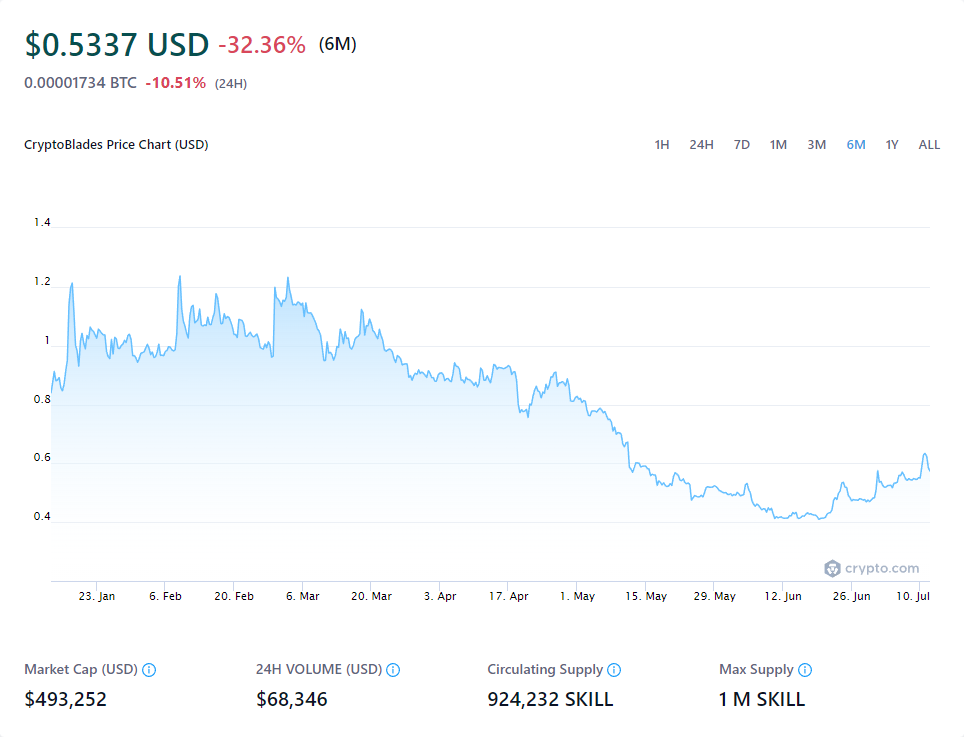 $0.5337 USD -32.36% (6M)
0.00001734 BTC -10.51% (24H)
CryptoBlades Price Chart (USD) 1H 24H 7D 1M 3M 6M 1Y ALL
1.4
1.2
1
0.8
0.6
0.4
crypto.com
23. Jan 6. Feb 20. Feb 6. Mar 20. Mar 3. Apr 17. Apr 1. May 15. May 29. May 12. Jun 26. Jun 10. Jul
Market Cap (USD) 24H VOLUME (USD) Circulating Supply Max Supply
$493,252 $68,346 924,232 SKILL 1 M SKILL